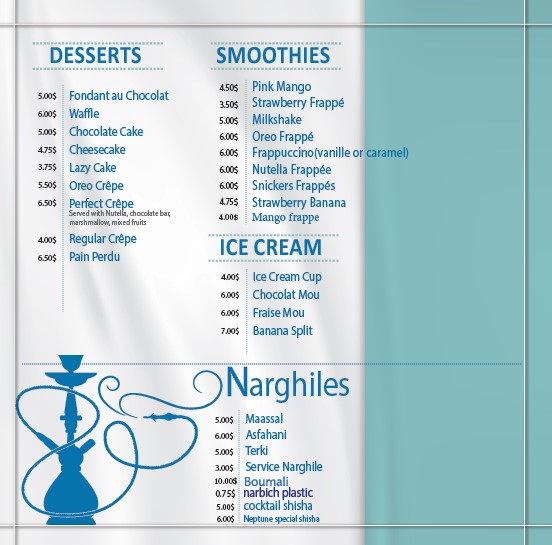 DESSERTS
5.00$ Fondant au Chocolat
6.00$ Waffle
5.00$ Chocolate Cake
4.75$ Cheesecake
3.75$ Lazy Cake
5.50$ Oreo Crêpe
6.50$ Perfect Crêpe
Served with Nutella, chocolate bar,
marshmallow, mixed fruits
4.00$ Regular Crêpe
6.50$ Pain Perdu
SMOOTHIES
4.50$ Pink Mango
3.50$ Strawberry Frappé
5.00$ Milkshake
6.00$ Oreo Frappé
6.00$ Frappuccino(vanille or caramel)
6.00$ Nutella Frappée
6.00$ Snickers Frappés
4.75$ Strawberry Banana
4.00$ Mango frappe
ICE CREAM
4.00$ Ice Cream Cup
6.00$ Chocolat Mou
6.00$ Fraise Mou
7.00$ Banana Split
Narghiles
5.00$ Maassal
6.00$ Asfahani
5.00$ Terki
3.00$ Service Narghile
10.00$ Boumali
0.75$ narbich plastic
5.00$ cocktail shisha
6.00$ Neptune special shisha